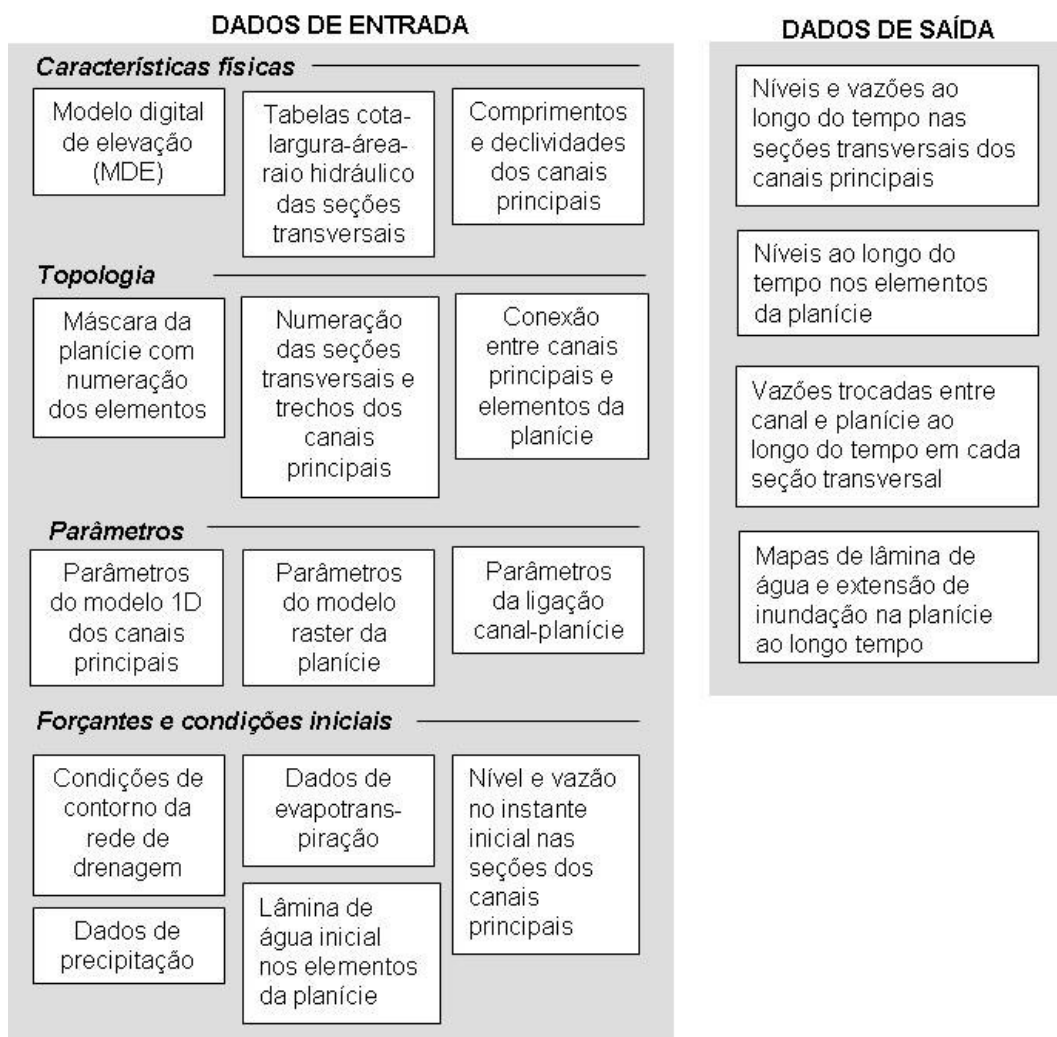 DADOS DE ENTRADA
Características físicas
Modelo digital
de elevação
(MDE)
Tabelas cota-
largura-área-
raio hidráulico
das seções
transversais
Comprimentos
e declividades
dos canais
principais
Topologia
Máscara da
planície com
numeração
dos elementos
Numeração
das seções
transversais e
trechos dos
canais
principais
Conexão
entre canais
principais e
elementos da
planície
Parâmetros
Parâmetros
do modelo 1D
dos canais
principais
Parâmetros
do modelo
raster da
planície
Parâmetros
da ligação
canal-planície
Forçantes e condições iniciais
Condições de
contorno da
rede de
drenagem
Dados de
evapotrans-
piração
Nível e vazão
no instante
inicial nas
seções dos
canais
principais
Dados de
precipitação
Lâmina de
água inicial
nos elementos
da planície
DADOS DE SAÍDA
Níveis e vazões ao
longo do tempo nas
seções transversais dos
canais principais
Níveis ao longo do
tempo nos elementos
da planície
Vazões trocadas entre
canal e planície ao
longo do tempo em cada
seção transversal
Mapas de lâmina de
água e extensão de
inundação na planície
ao longo tempo